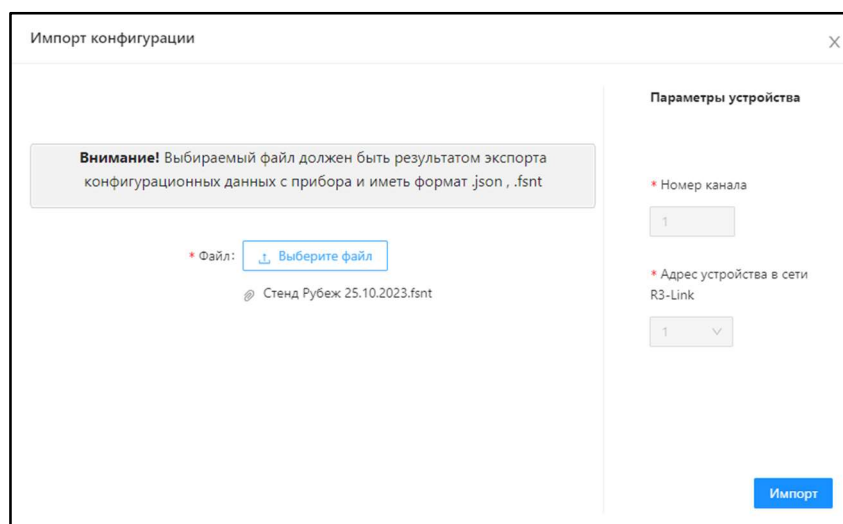 Импорт конфигурации
Внимание! Выбираемый файл должен быть результатом экспорта
конфигурационных данных с прибора и иметь формат .json , .fsnt
* Файл: Выберите файл
Стенд Рубеж 25.10.2023.fsnt
Параметры устройства
* Номер канала
1
* Адрес устройства в сети
R3-Link
1
Импорт